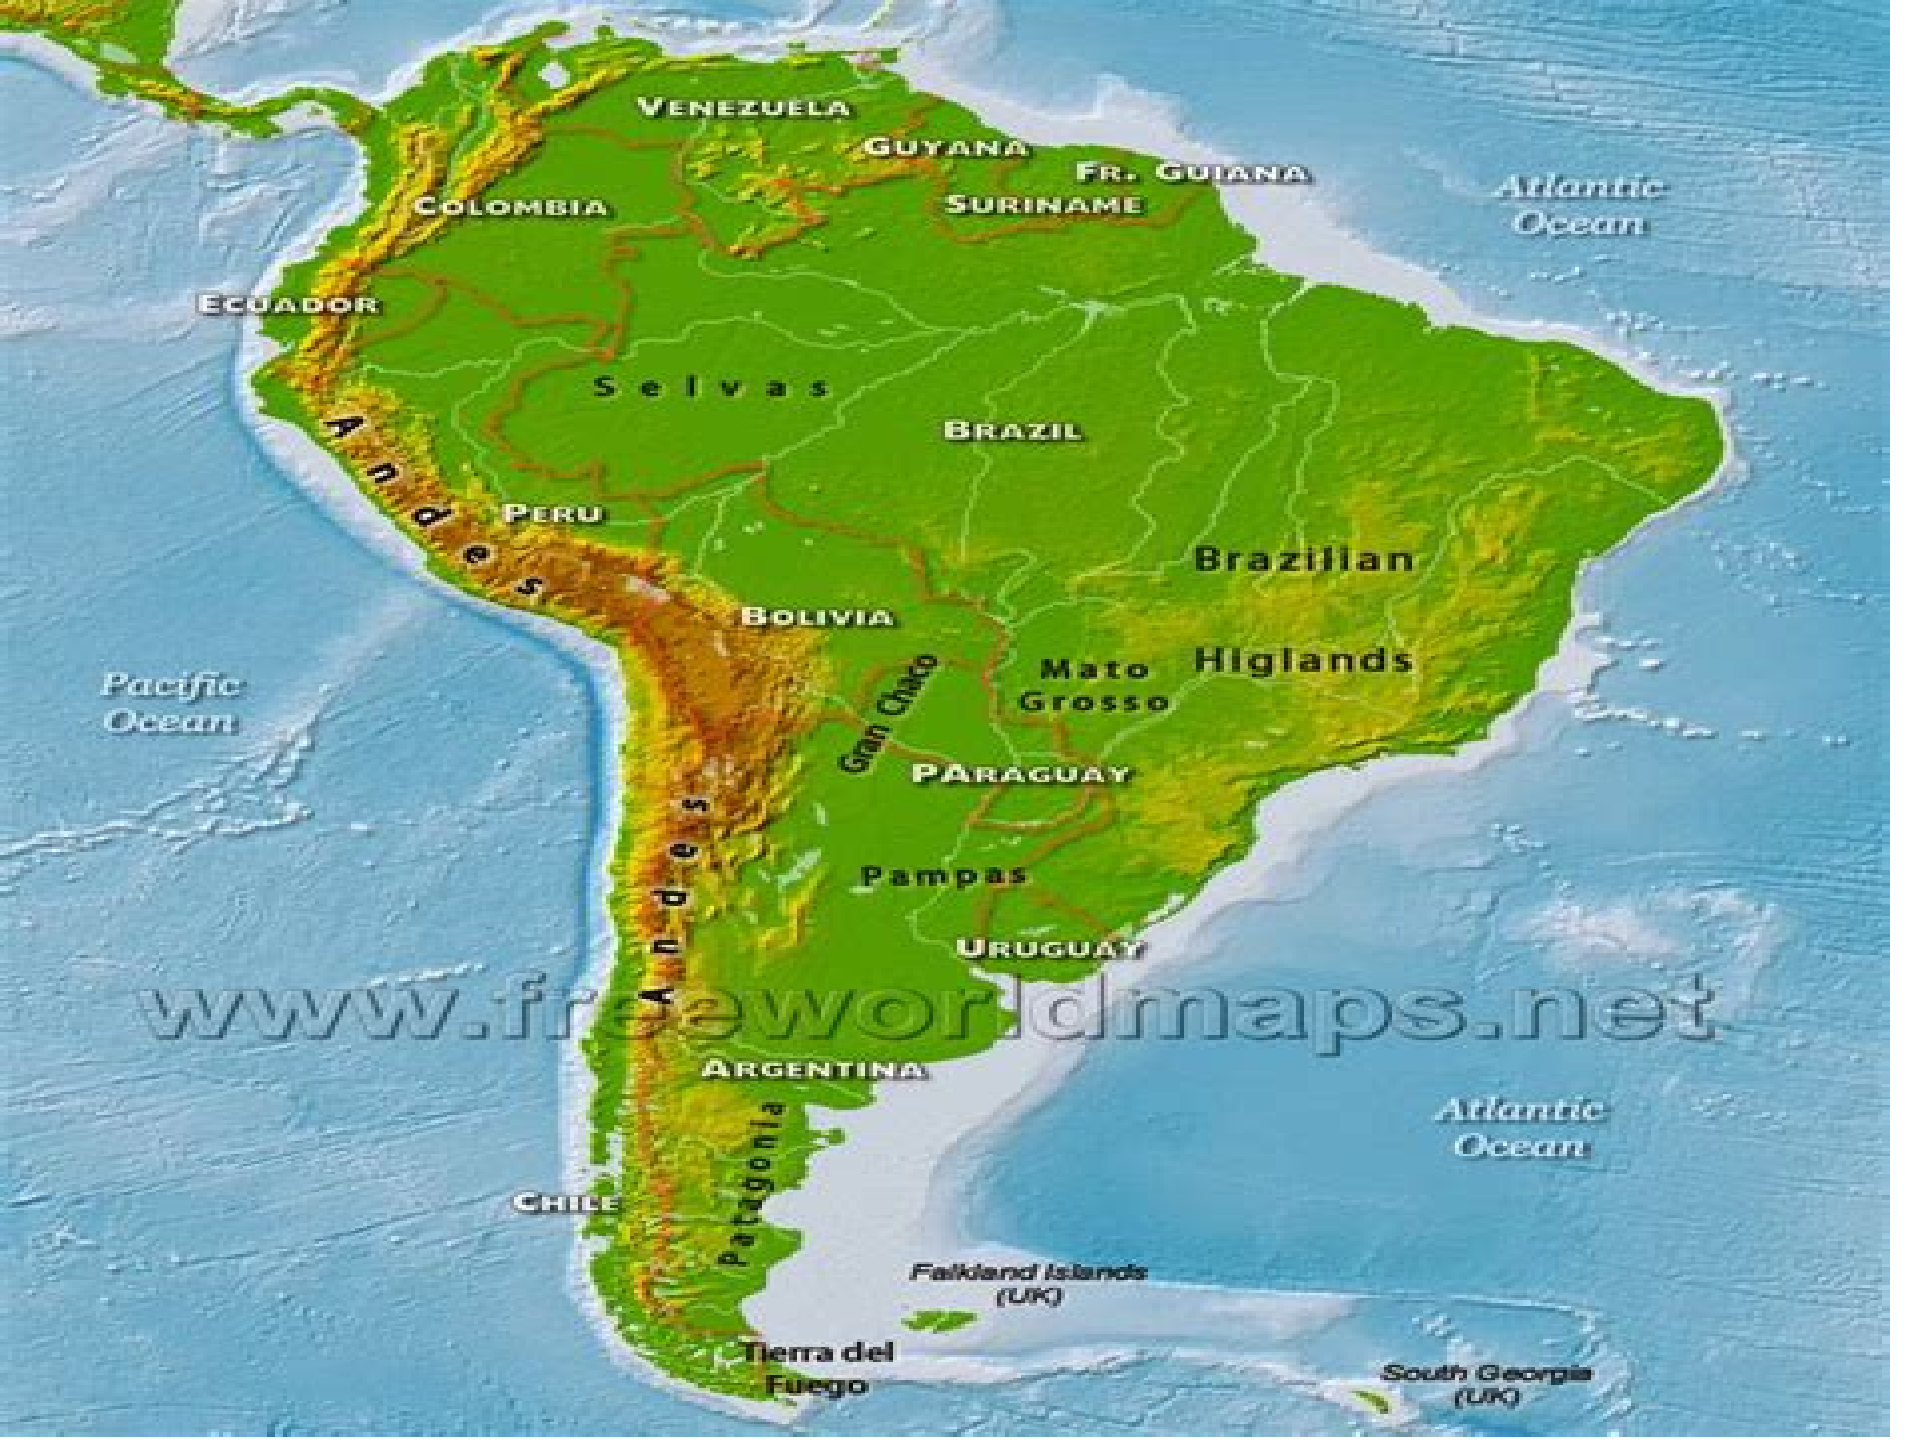 VENEZUELA
GUYANA
FR. GUIANA
SURINAME
COLOMBIA
Atlantic
Ocean
ECUADOR
Selvas
BRAZIL
Andes
PERU
Brazilian
BOLIVIA
Higlands
Mato
Grosso
Gran Chaco
Pacific
Ocean
PARAGUAY
Andes
Pampas
URUGUAY
www.freeworldmaps.net
ARGENTINA
Patagonia
Atlantic
Ocean
CHILE
Falkland Islands
(UK)
Tierra del
Fuego
South Georgia
(UK)